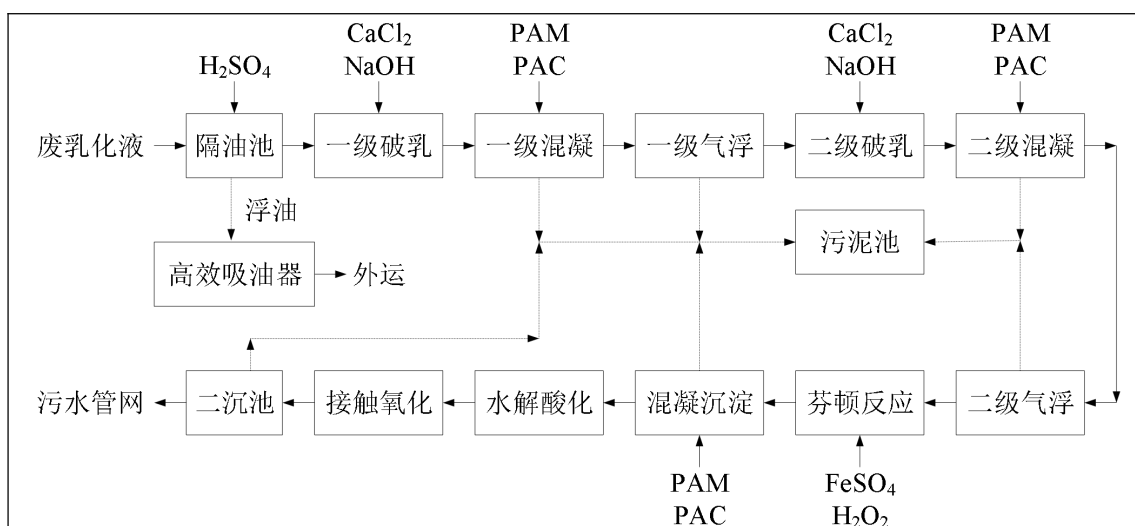 CaCl₂
NaOH
PAM
PAC
CaCl₂
NaOH
PAM
PAC
H₂SO₄
废乳化液
隔油池
一级破乳
一级混凝
一级气浮
二级破乳
二级混凝
浮油
污泥池
高效吸油器
外运
污水管网
二沉池
接触氧化
水解酸化
混凝沉淀
芬顿反应
二级气浮
PAM
PAC
FeSO₄
H₂O₂